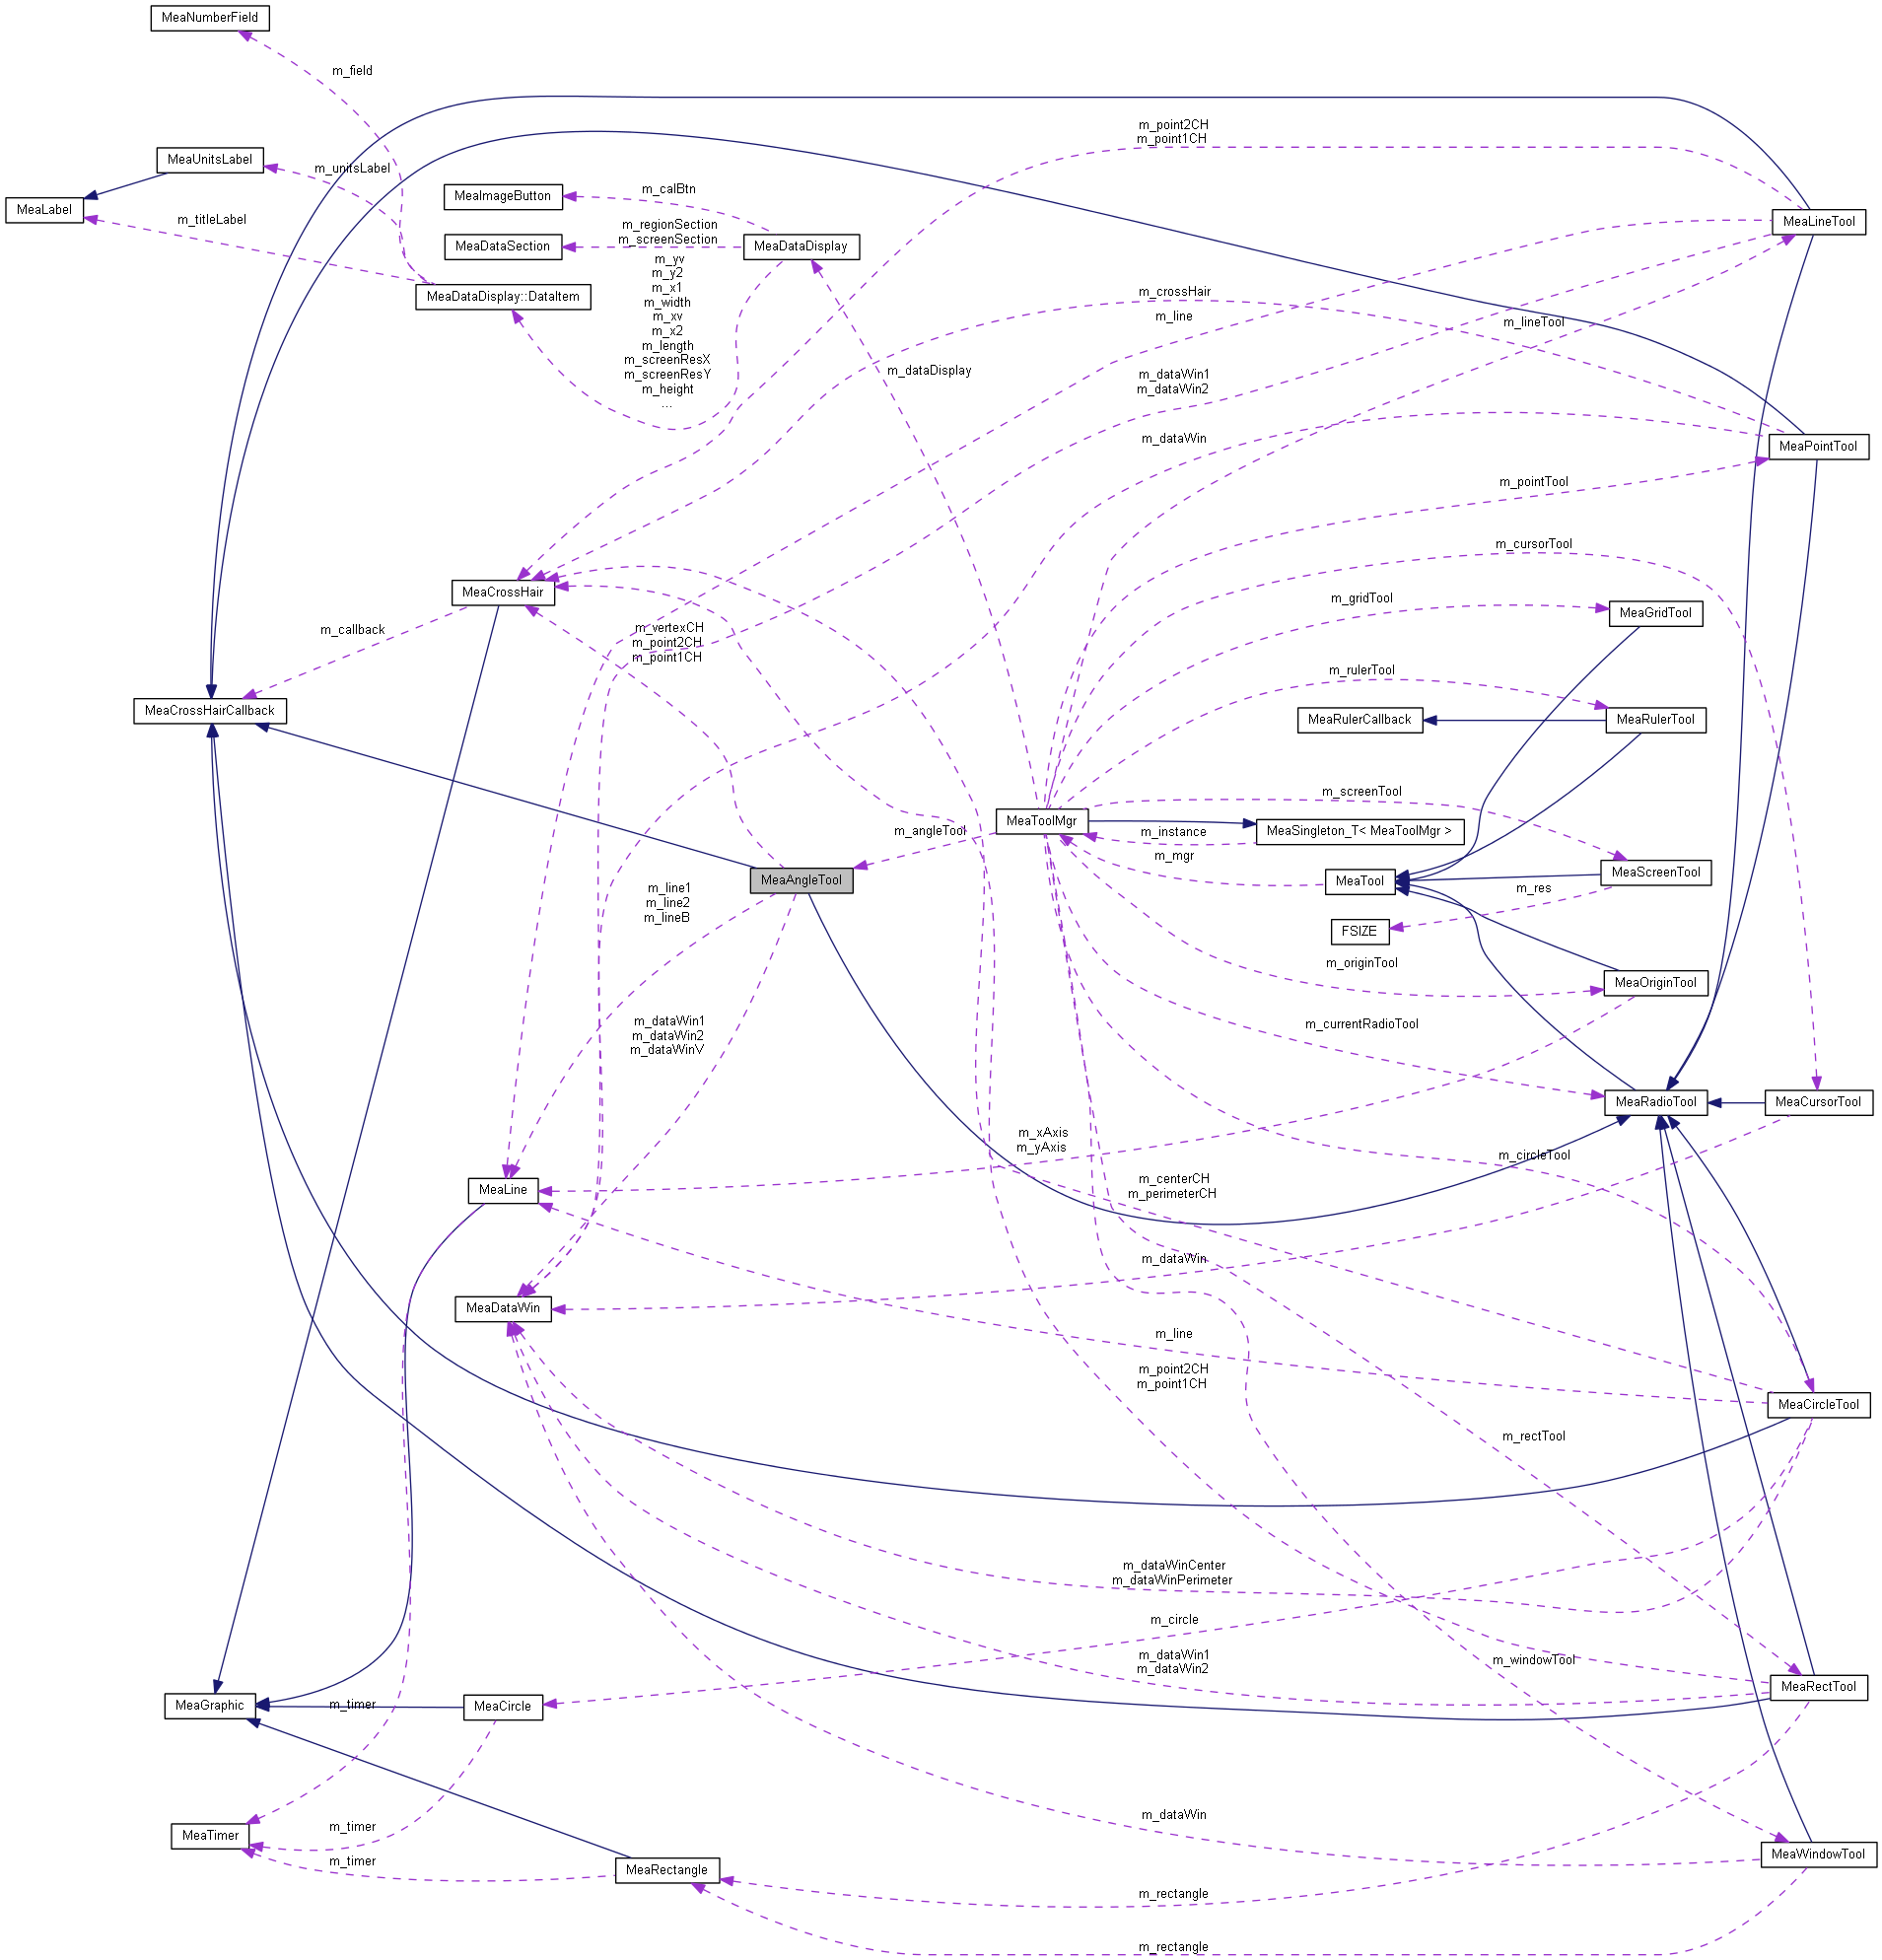 MeaNumberField
m_field
m_point2CH
m_point1CH
MeaUnitsLabel
m_unitsLabel
MeaImageButton
m_calBtn
MeaLabel
m_titleLabel
MeaLineTool
m_regionSection
m_screenSection
MeaDataSection
MeaDataDisplay
m_yv
m_y2
m_x1
m_width
m_xv
m_x2
m_length
m_screenResX
m_screenResY
m_height
...
MeaDataDisplay::DataItem
m_crossHair
m_line
m_lineTool
m_dataDisplay
m_dataWin1
m_dataWin2
m_dataWin
MeaPointTool
m_pointTool
m_cursorTool
MeaCrossHair
m_gridTool
MeaGridTool
m_callback
m_vertexCH
m_point2CH
m_point1CH
m_rulerTool
MeaCrossHairCallback
MeaRulerCallback
MeaRulerTool
m_screenTool
MeaToolMgr
m_angleTool
m_instance
MeaSingleton_T< MeaToolMgr >
m_mgr
MeaAngleTool
MeaTool
MeaScreenTool
m_res
m_line1
m_line2
m_lineB
FSIZE
m_originTool
MeaOriginTool
m_dataWin1
m_dataWin2
m_dataWinV
m_currentRadioTool
MeaRadioTool
MeaCursorTool
m_xAxis
m_yAxis
m_circleTool
MeaLine
m_centerCH
m_perimeterCH
m_dataWin
MeaDataWin
m_line
m_point2CH
m_point1CH
MeaCircleTool
m_rectTool
m_dataWinCenter
m_dataWinPerimeter
m_circle
m_dataWin1
m_dataWin2
m_windowTool
MeaRectTool
MeaGraphic
m_timer
MeaCircle
m_dataWin
MeaTimer
m_timer
m_timer
MeaRectangle
MeaWindowTool
m_rectangle
m_rectangle